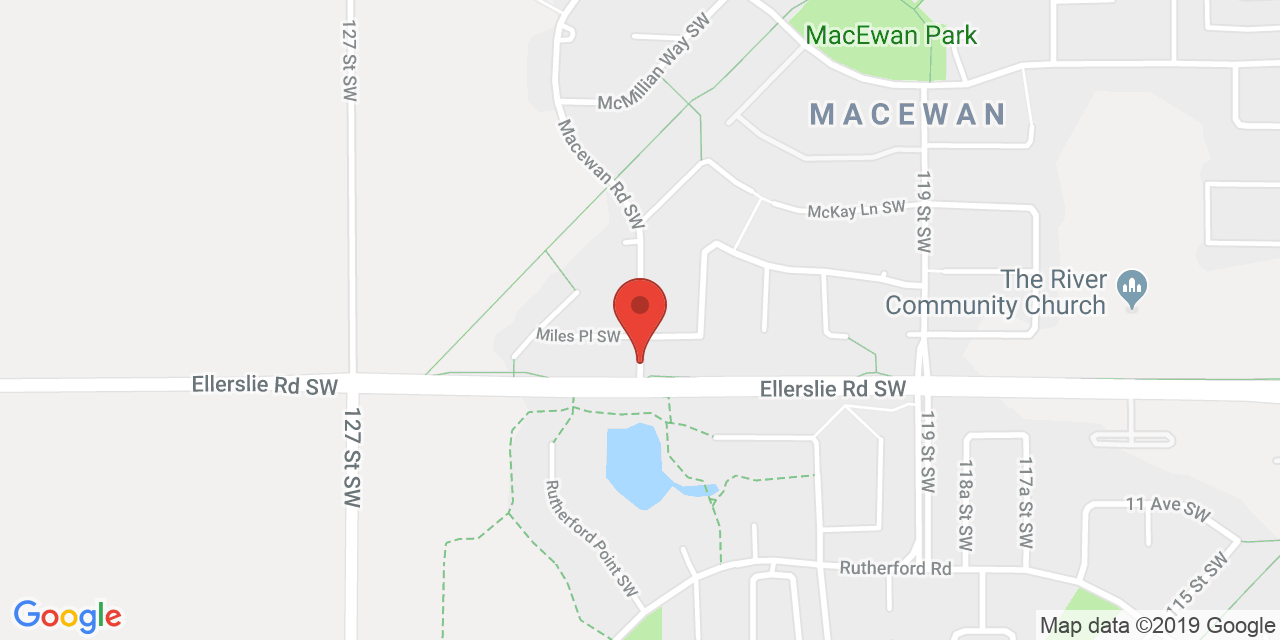 MacEwan Park
127 St SW
McMillian Way SW
MACEWAN
Macewan Rd SW
119 St SW
McKay Ln SW
The River
Community Church
Miles Pl SW
Ellerslie Rd SW
Ellerslie Rd SW
127 St SW
119 St SW
118a St SW
117a St SW
11 Ave SW
Rutherford Point SW
Rutherford Rd
115 St SW
Google
Map data ©2019 Google